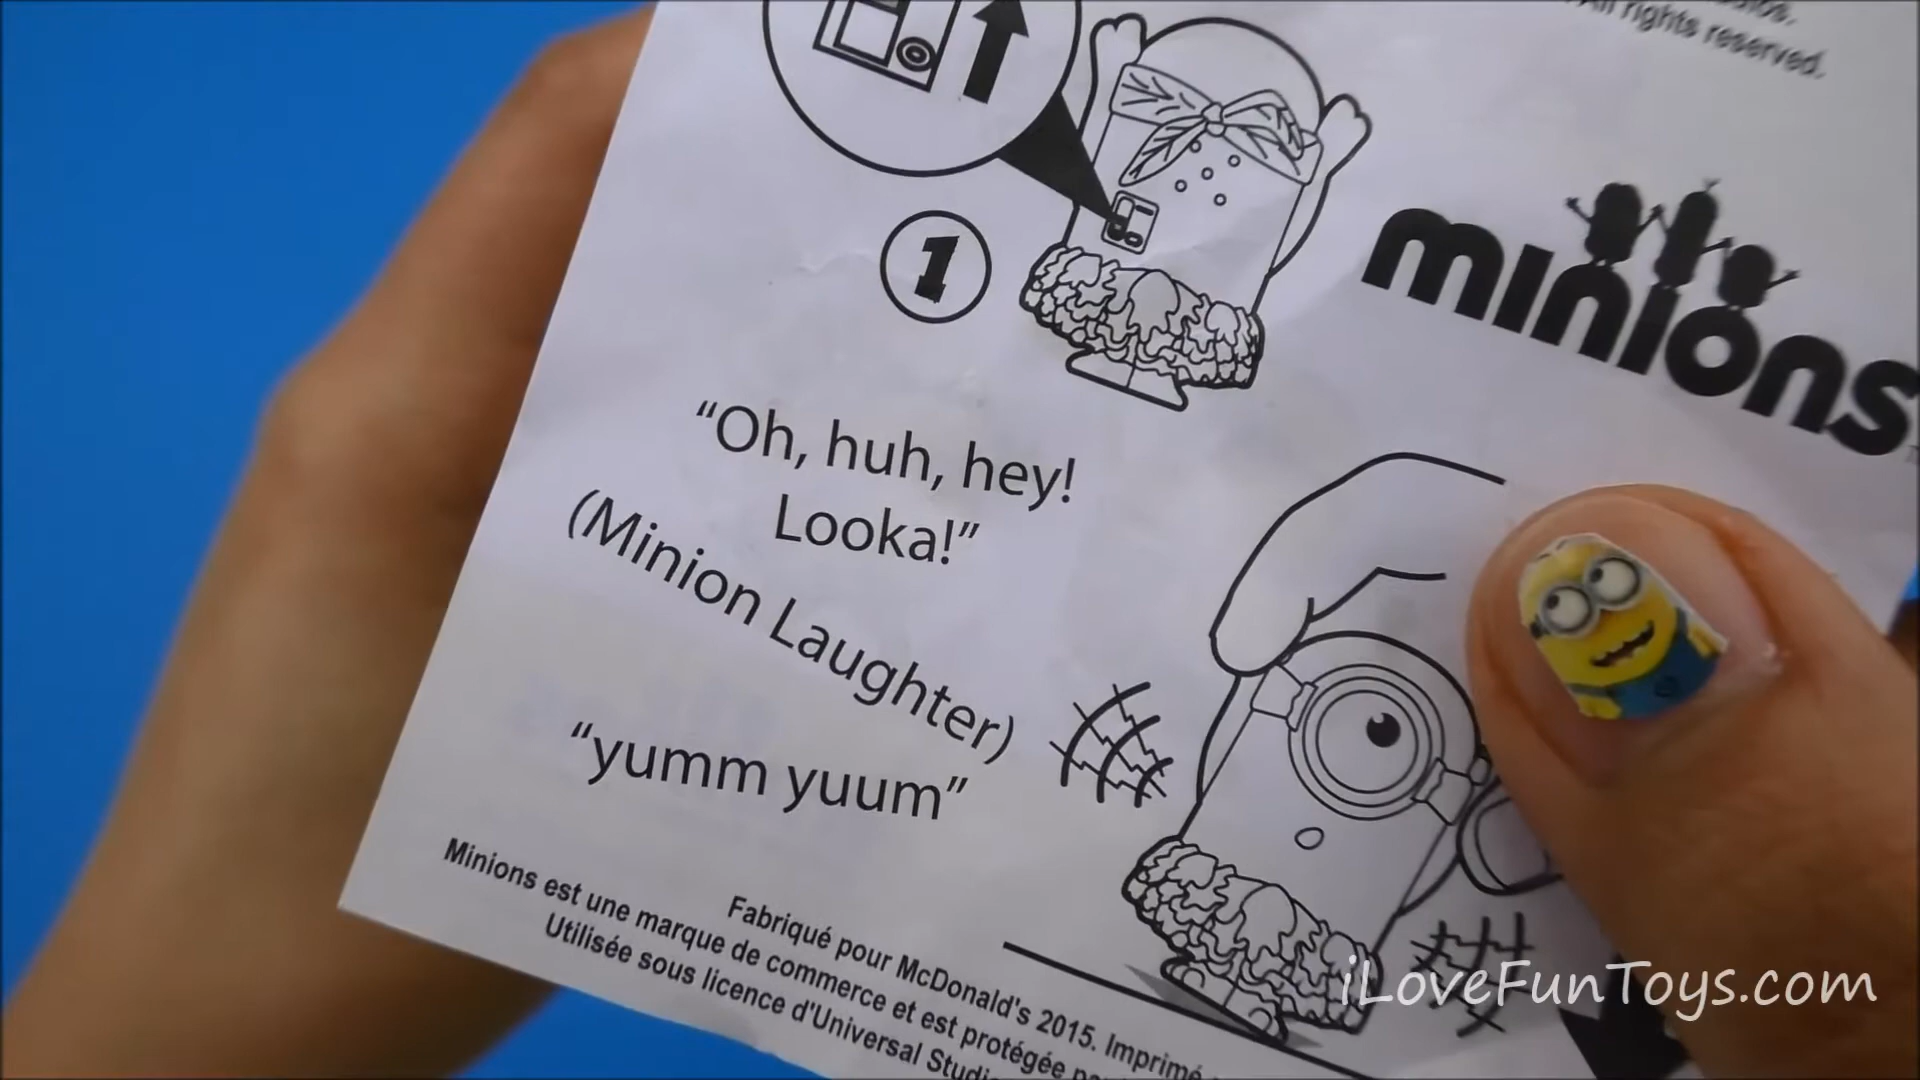 All rights reserved.
minions
1
“Oh, huh, hey!
Looka!”
(Minion Laughter)
“yumm yuum”
Fabriqué pour McDonald's 2015. Imprimé
Minions est une marque de commerce et est protégée
Utilisée sous licence d'Universal
iLoveFunToys.com